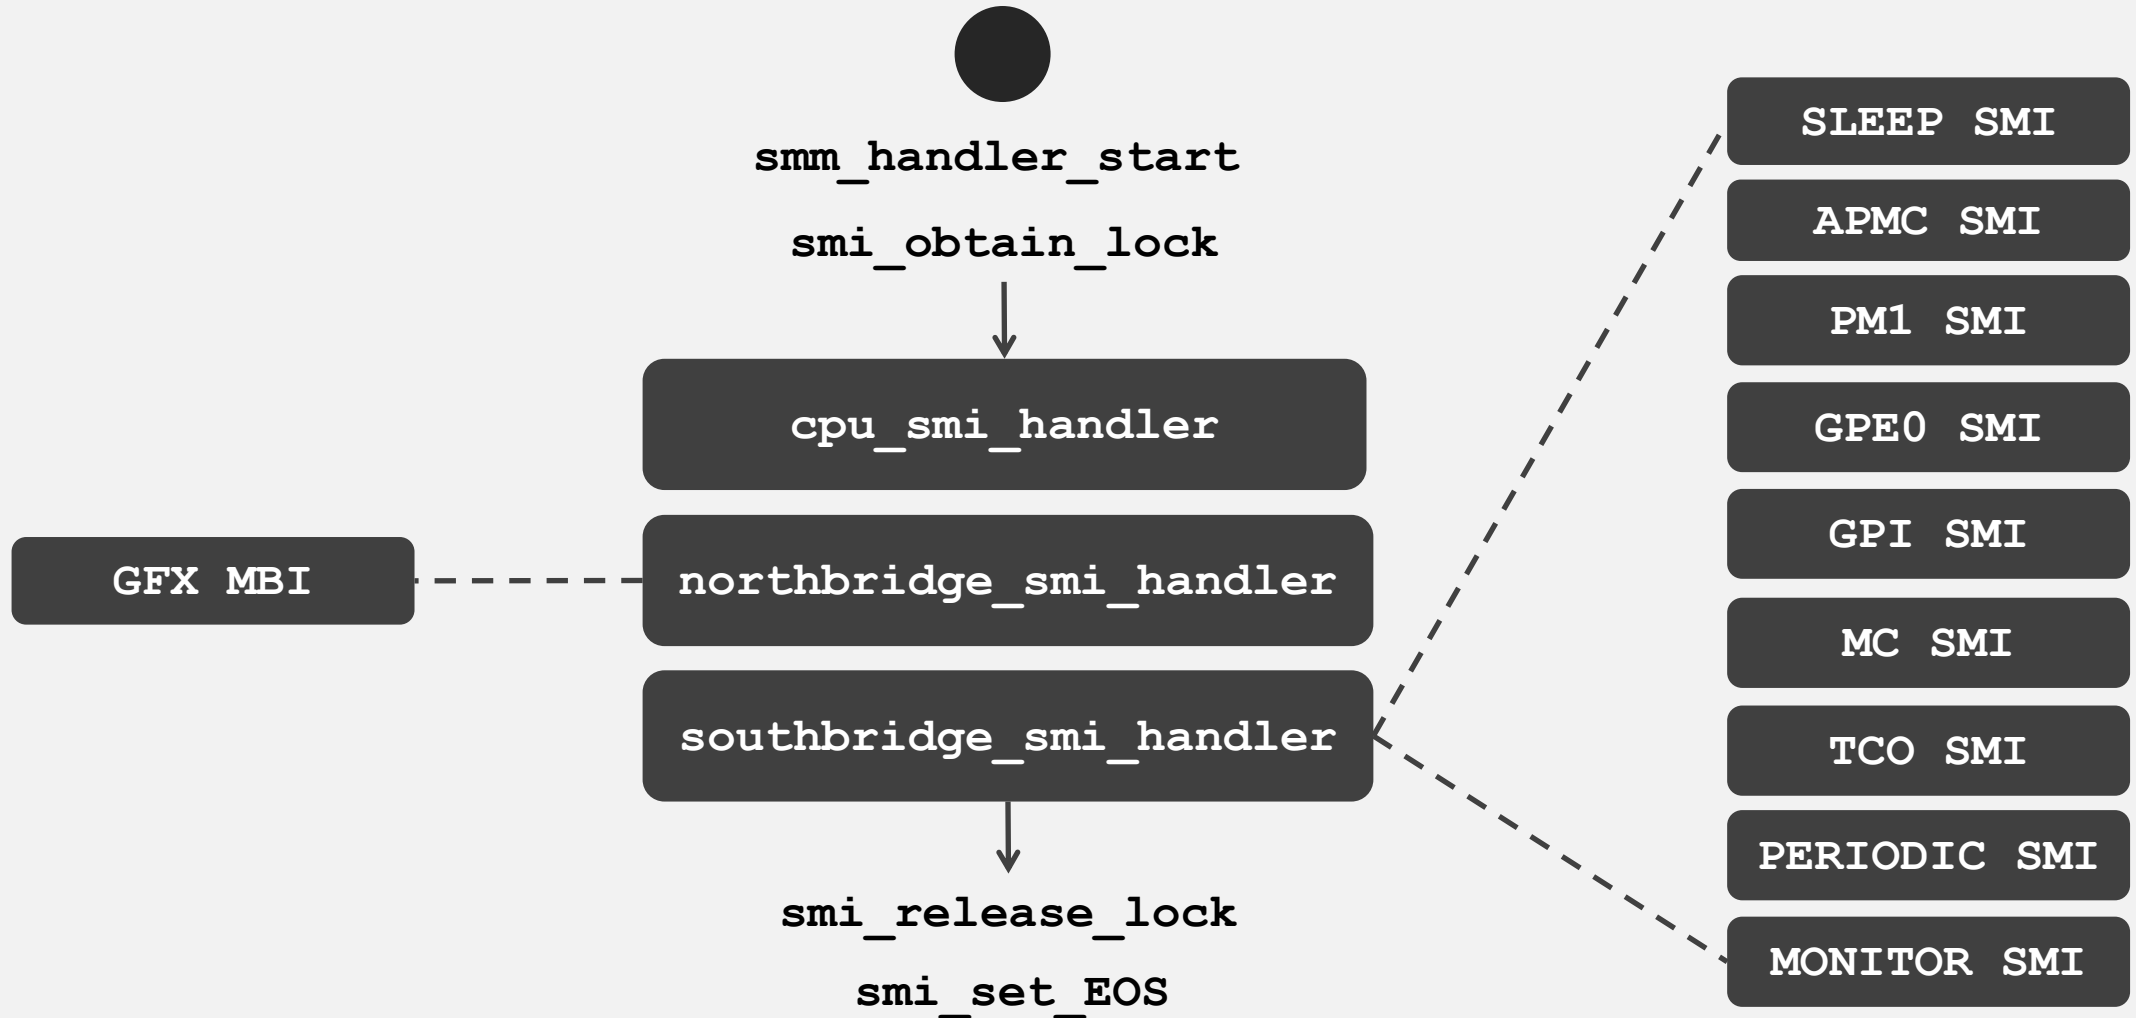 smm_handler_start
smi_obtain_lock
cpu_smi_handler
northbridge_smi_handler
southbridge_smi_handler
smi_release_lock
smi_set_EOS
GFX MBI
SLEEP SMI
APMC SMI
PM1 SMI
GPE0 SMI
GPI SMI
MC SMI
TCO SMI
PERIODIC SMI
MONITOR SMI